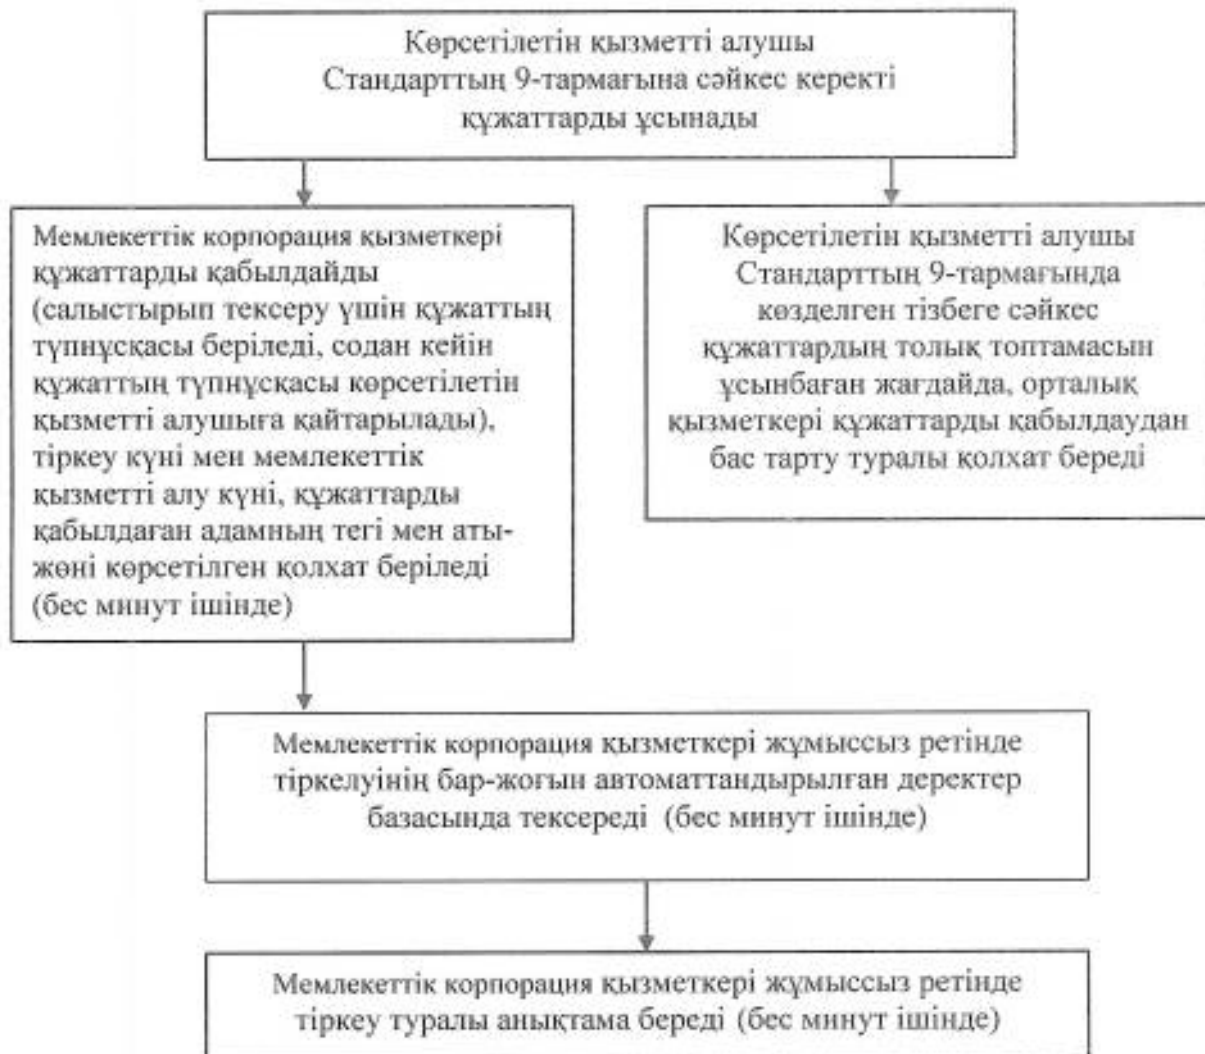 Көрсетілетін қызметті алушы
Стандарттың 9-тармағына сәйкес керекті
құжаттарды ұсынады
Мемлекеттік корпорация қызметкері
құжаттарды қабылдайды
(салыстырып тексеру үшін құжаттың
түпнұсқасы беріледі, содан кейін
құжаттың түпнұсқасы көрсетілетін
қызметті алушыға қайтарылады),
тіркеу күні мен мемлекеттік
қызметті алу күні, құжаттарды
қабылдаған адамның тегі мен аты-
жөні көрсетілген қолхат беріледі
(бес минут ішінде)
Көрсетілетін қызметті алушы
Стандарттың 9-тармағында
көзделген тізбеге сәйкес
құжаттардың толық топтамасын
ұсынбаған жағдайда, орталық
қызметкері құжаттарды қабылдаудан
бас тарту туралы қолхат береді
Мемлекеттік корпорация қызметкері жұмыссыз ретінде
тіркелуінің бар-жоғын автоматтандырылған деректер
базасында тексереді (бес минут ішінде)
Мемлекеттік корпорация қызметкері жұмыссыз ретінде
тіркеу туралы анықтама береді (бес минут ішінде)